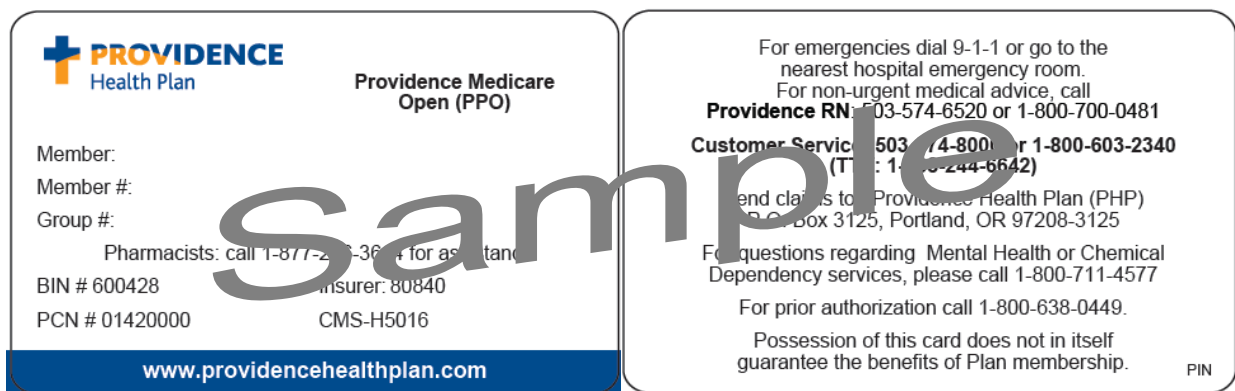 PROVIDENCE
Health Plan
Providence Medicare
Open (PPO)
Member:
Member #:
Group #:
Pharmacists: call for
BIN # 600428
Insurer: 80840
PCN # 01420000
CMS-H5016
www.providencehealthplan.com
For emergencies dial 9-1-1 or go to the
nearest hospital emergency room.
For non-urgent medical advice, call
Providence RN: or 1-800-700-0481
Customer Service or 1-800-603-2340
Providence Health Plan (PHP)
Box 3125, Portland, OR 97208-3125
For questions regarding Mental Health or Chemical
Dependency services, please call 1-800-711-4577
For prior authorization call 1-800-638-0449.
Possession of this card does not in itself
guarantee the benefits of Plan membership.
PIN
Sample